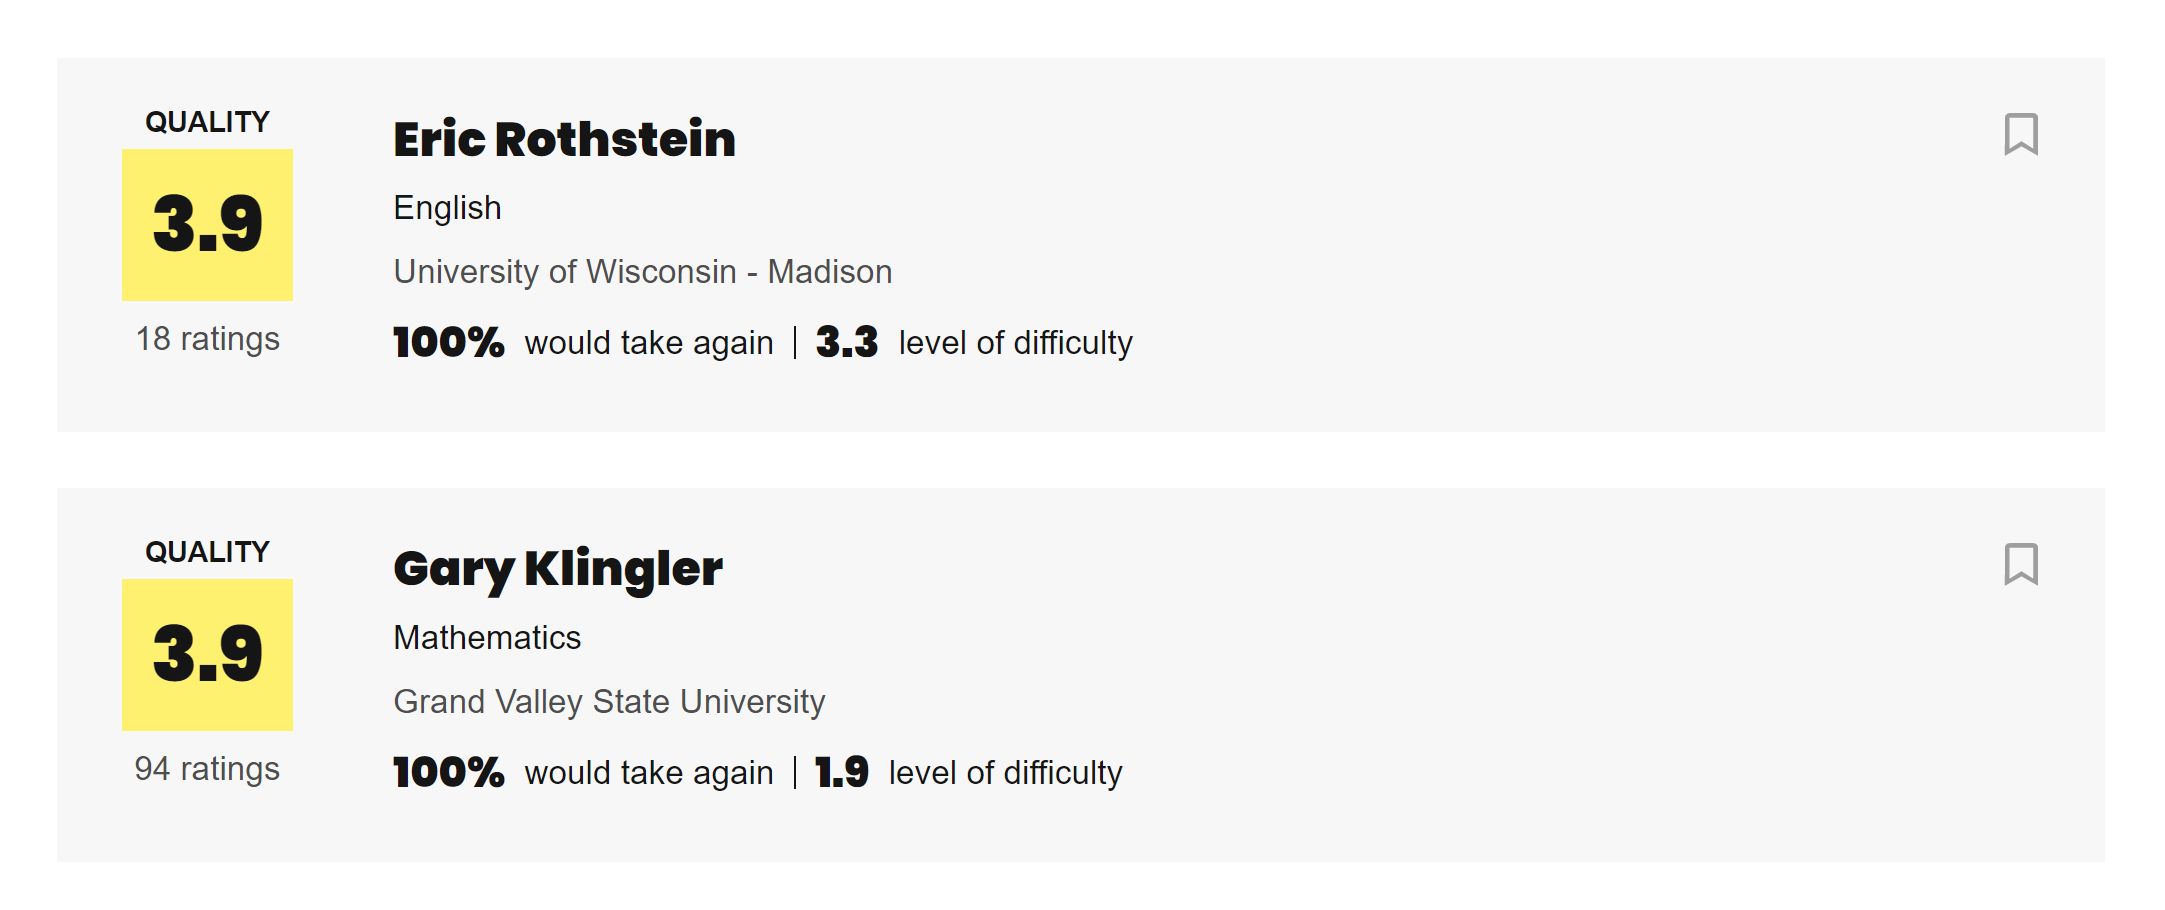 QUALITY
3.9
18 ratings
Eric Rothstein
English
University of Wisconsin - Madison
100% would take again | 3.3 level of difficulty
QUALITY
3.9
94 ratings
Gary Klingler
Mathematics
Grand Valley State University
100% would take again | 1.9 level of difficulty